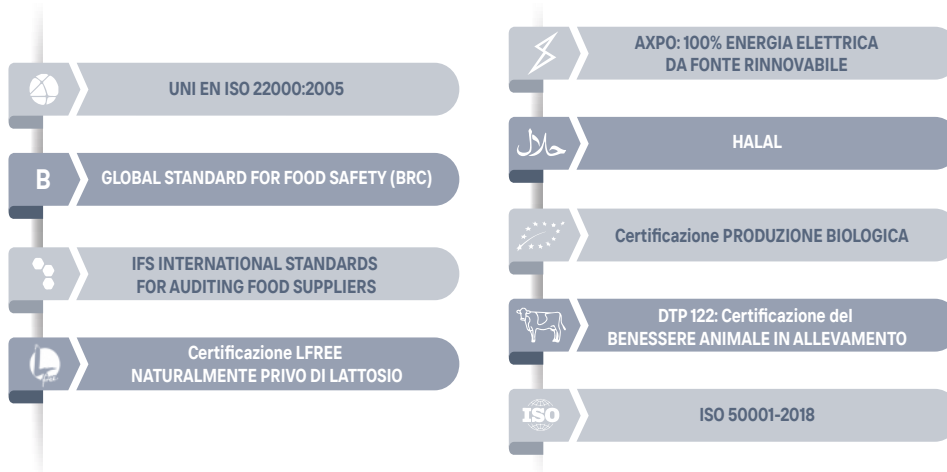 UNI EN ISO 22000:2005
B
GLOBAL STANDARD FOR FOOD SAFETY (BRC)
IFS INTERNATIONAL STANDARDS
FOR AUDITING FOOD SUPPLIERS
L free
Certificazione LFREE
NATURALMENTE PRIVO DI LATTOSIO
AXPO: 100% ENERGIA ELETTRICA
DA FONTE RINNOVABILE
حلال
HALAL
Certificazione PRODUZIONE BIOLOGICA
DTP 122: Certificazione del
BENESSERE ANIMALE IN ALLEVAMENTO
ISO
ISO 50001-2018